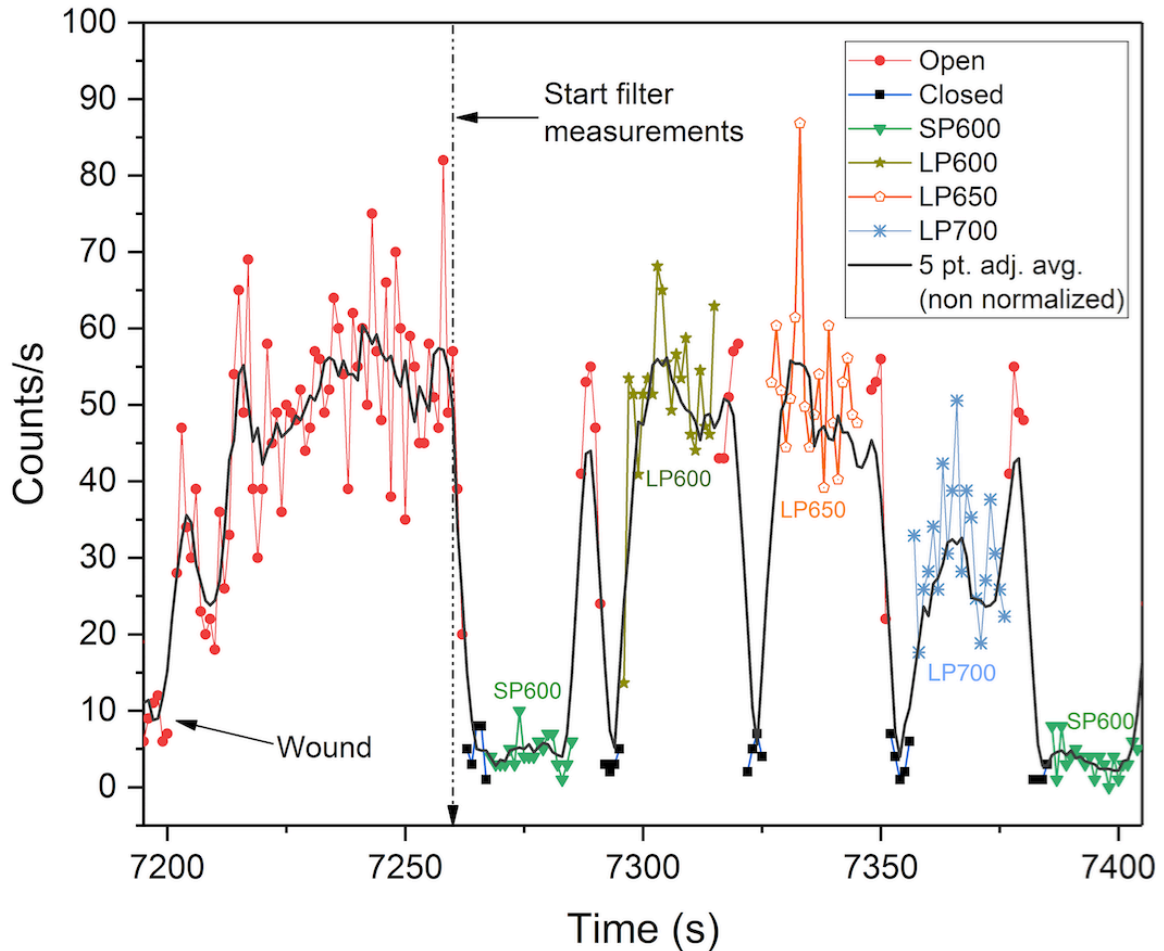 100
90
80
70
60
50
40
30
20
10
0
Counts/s
Start filter
measurements
Open
Closed
SP600
LP600
LP650
LP700
5 pt. adj. avg.
(non normalized)
LP600
LP650
SP600
LP700
SP600
Wound
7200
7250
7300
7350
7400
Time (s)